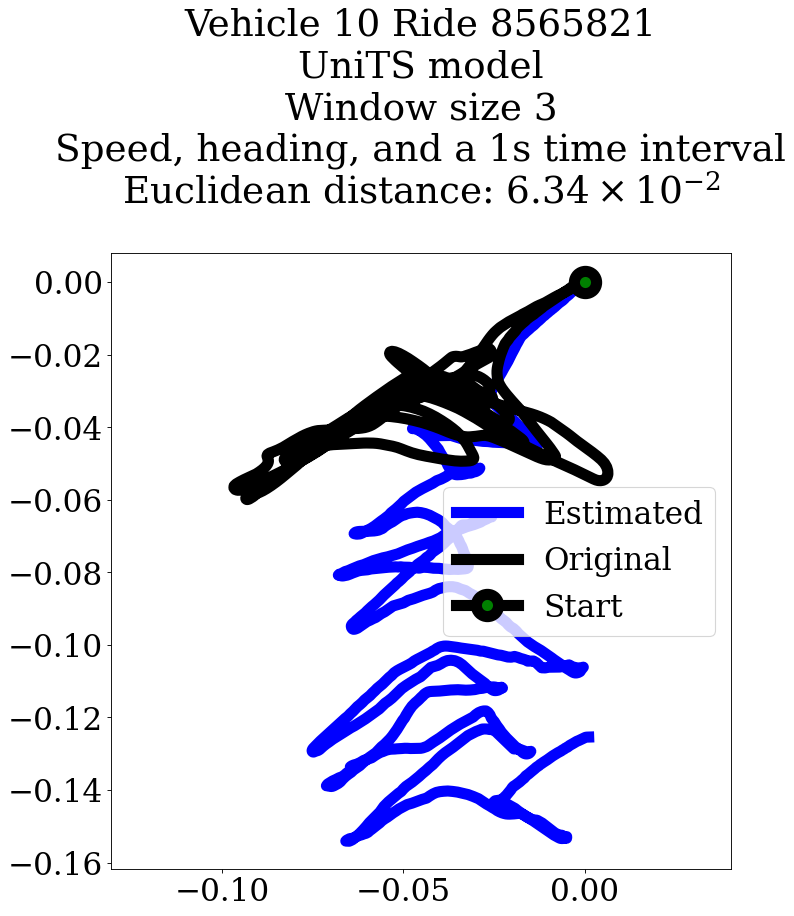 Vehicle 10 Ride 8565821
UniTS model
Window size 3
Speed, heading, and a 1s time interval
Euclidean distance: 6.34 × 10⁻²
0.00
−0.02
−0.04
−0.06
−0.08
−0.10
−0.12
−0.14
−0.16
Estimated
Original
Start
−0.10
−0.05
0.00